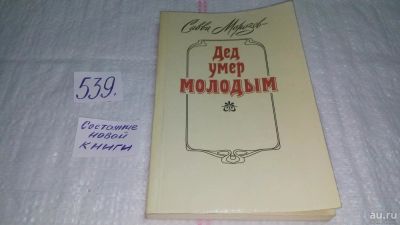 Савва Морозов
Дед
умер
молодым
539.
Состояние
новой
книги
au.ru